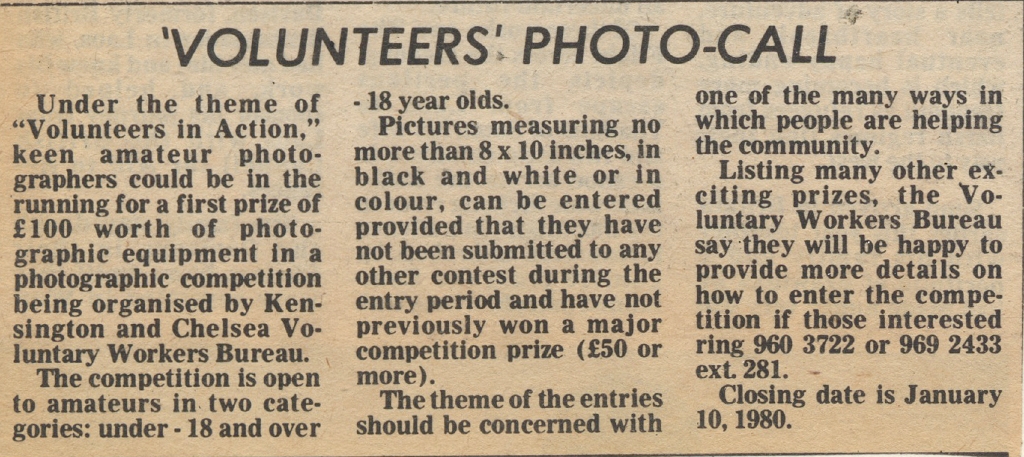 'VOLUNTEERS' PHOTO-CALL
Under the theme of
“Volunteers in Action,”
keen amateur photo-
graphers could be in the
running for a first prize of
£100 worth of photo-
graphic equipment in a
photographic competition
being organised by Ken-
sington and Chelsea Vo-
luntary Workers Bureau.
The competition is open
to amateurs in two cate-
gories: under - 18 and over
- 18 year olds.
Pictures measuring no
more than 8 x 10 inches, in
black and white or in
colour, can be entered
provided that they have
not been submitted to any
other contest during the
entry period and have not
previously won a major
competition prize (£50 or
more).
The theme of the entries
should be concerned with
one of the many ways in
which people are helping
the community.
Listing many other ex-
citing prizes, the Vo-
luntary Workers Bureau
say they will be happy to
provide more details on
how to enter the compe-
tition if those interested
ring 960 3722 or 969 2433
ext. 281.
Closing date is January
10, 1980.